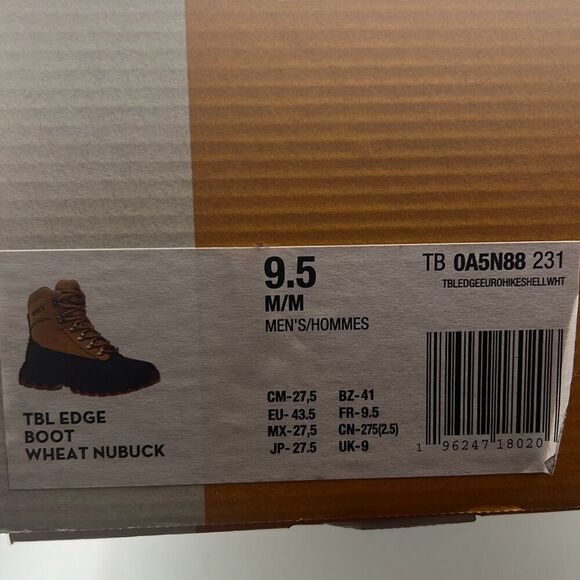 9.5
M/M
MEN'S/HOMMES
TB 0A5N88 231
TBLEDGEEUROHIKESHELLWHT
TBL EDGE
BOOT
WHEAT NUBUCK
CM-27,5 BZ-41
EU- 43.5 FR-9.5
MX-27,5 CN-275(2.5)
JP- 27.5 UK-9
1 96247 18020